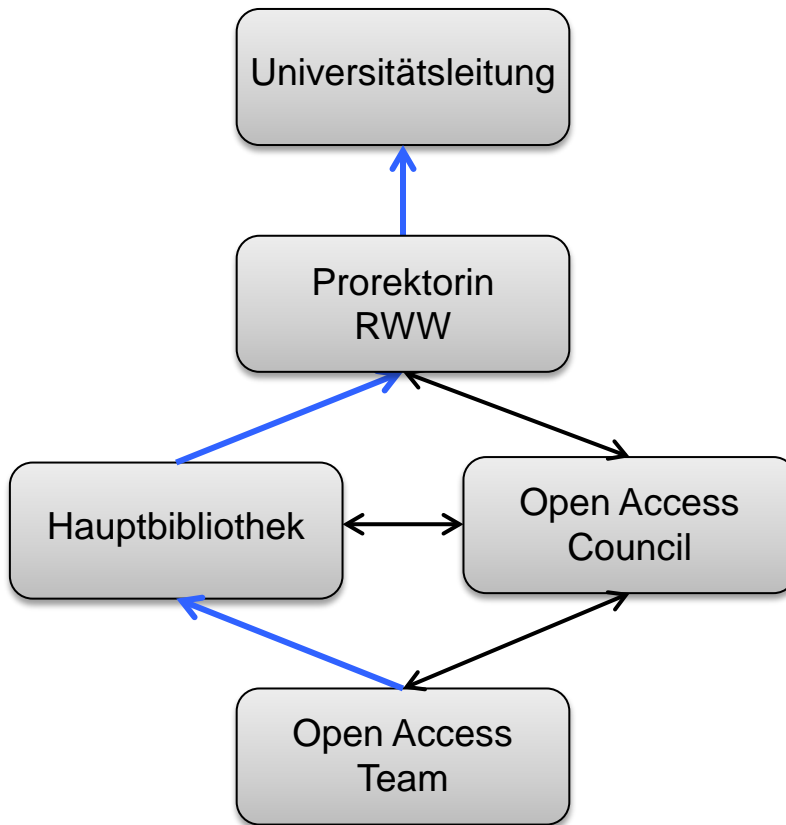 Universitätsleitung
Prorektorin
RWW
Hauptbibliothek
Open Access
Council
Open Access
Team